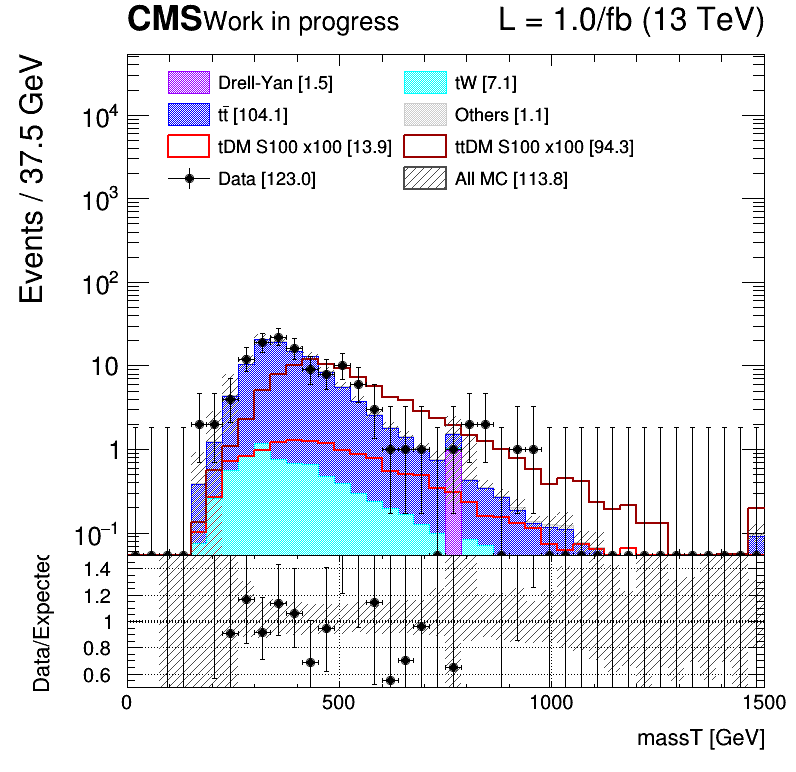 CMS Work in progress L = 1.0/fb (13 TeV)
Events / 37.5 GeV
Drell-Yan [1.5] tW [7.1]
tt̄ [104.1] Others [1.1]
tDM S100 x100 [13.9] ttDM S100 x100 [94.3]
Data [123.0] All MC [113.8]
10⁴
10³
10²
10
1
10⁻¹
Data/Expected
1.4
1.2
1
0.8
0.6
0 500 1000 1500
massT [GeV]